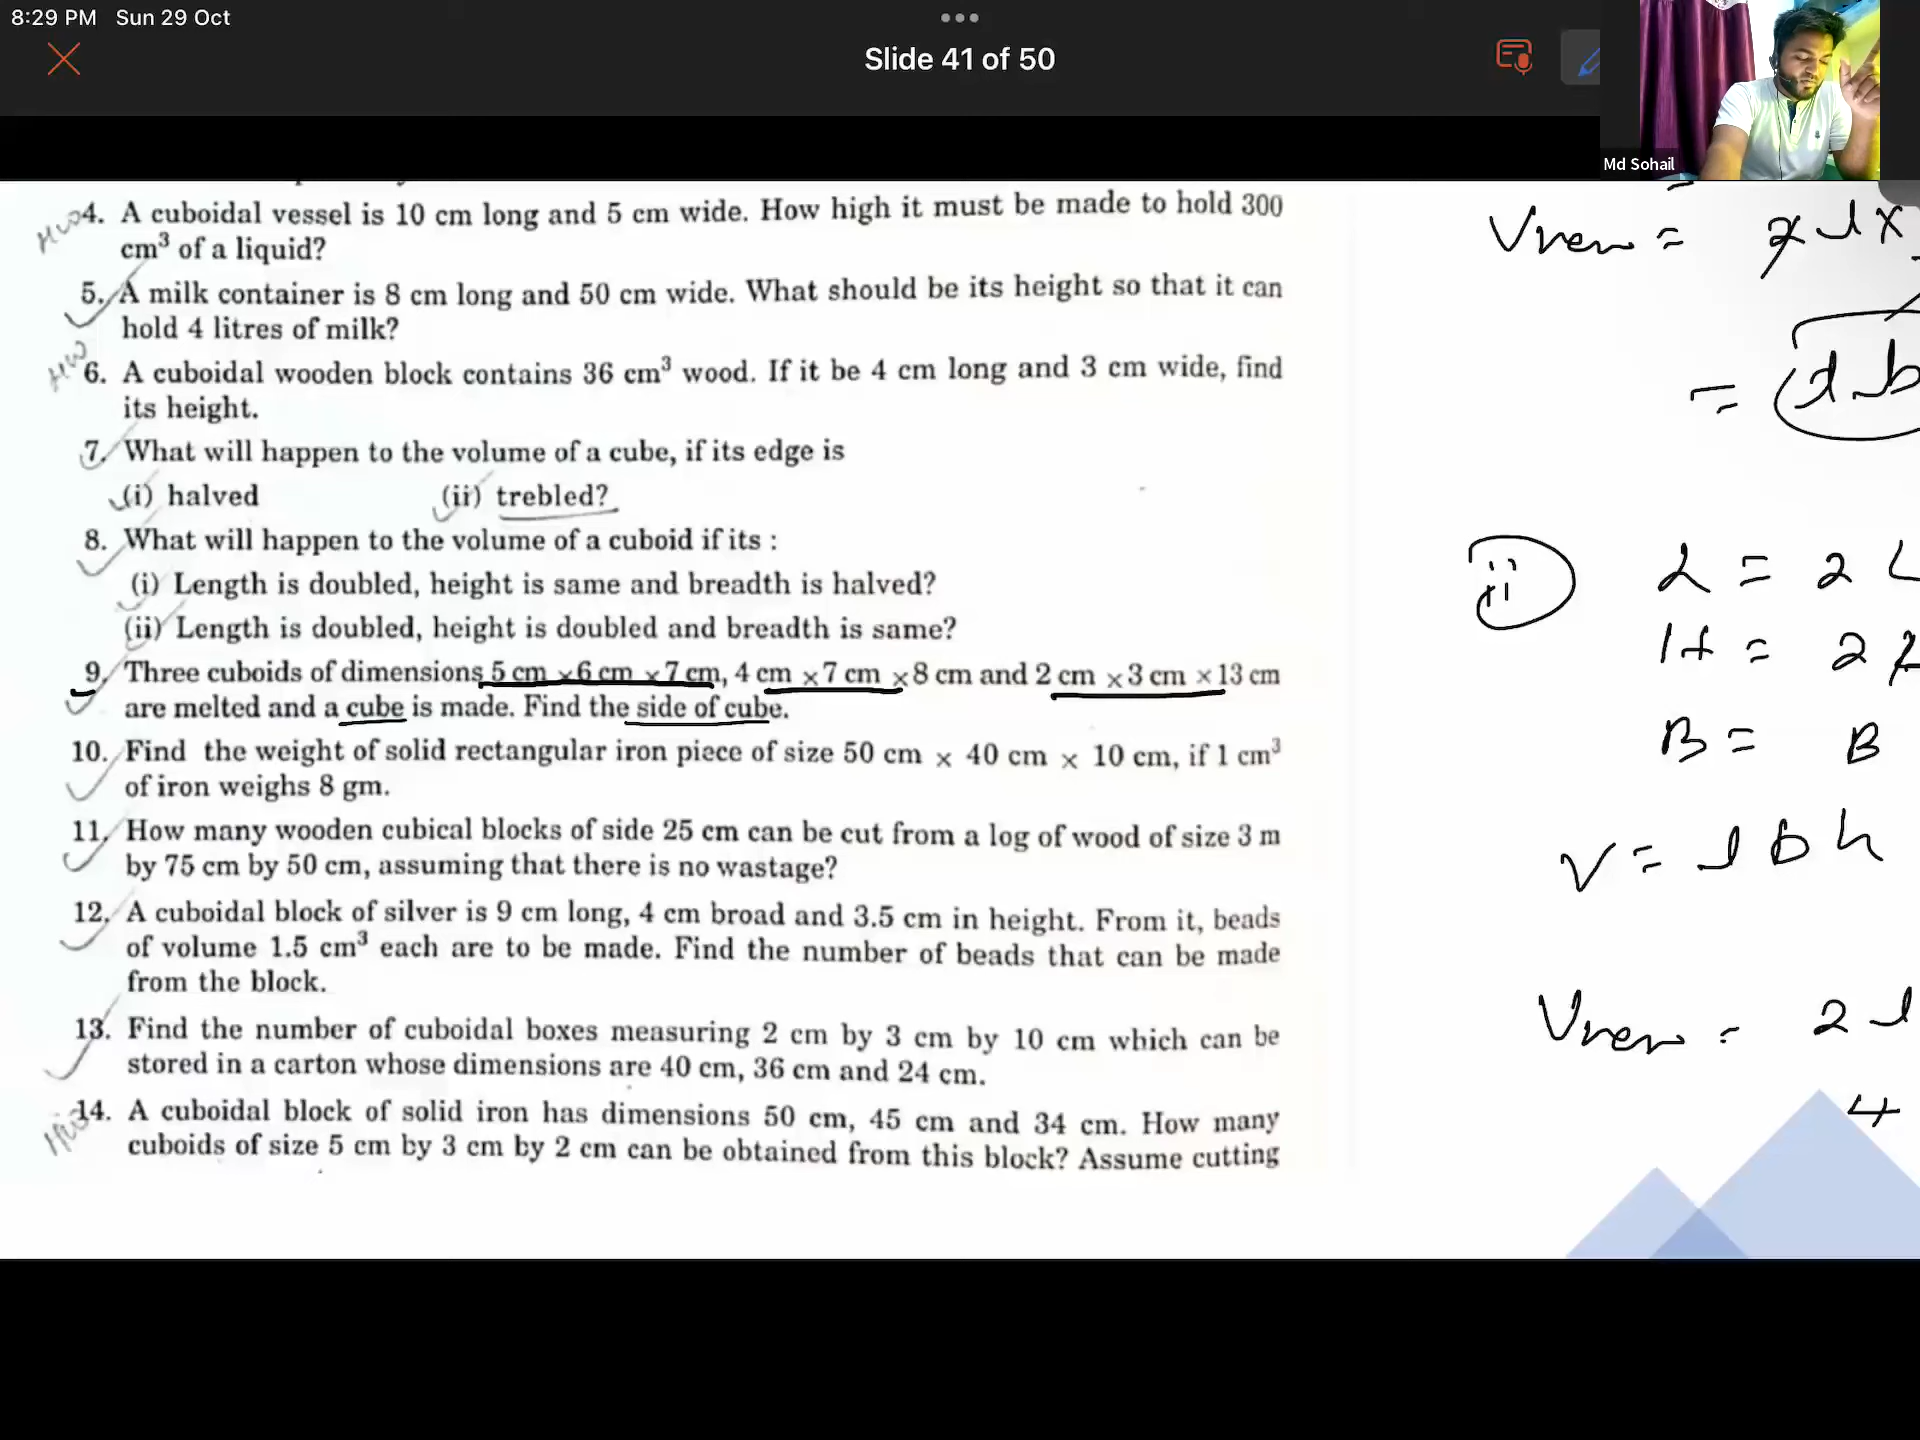 8:29 PM Sun 29 Oct
Slide 41 of 50
Md Sohail
HW 4. A cuboidal vessel is 10 cm long and 5 cm wide. How high it must be made to hold 300
cm³ of a liquid?
5. A milk container is 8 cm long and 50 cm wide. What should be its height so that it can
hold 4 litres of milk?
HW 6. A cuboidal wooden block contains 36 cm³ wood. If it be 4 cm long and 3 cm wide, find
its height.
7. What will happen to the volume of a cube, if its edge is
(i) halved (ii) trebled?
8. What will happen to the volume of a cuboid if its :
(i) Length is doubled, height is same and breadth is halved?
(ii) Length is doubled, height is doubled and breadth is same?
9. Three cuboids of dimensions 5 cm × 6 cm × 7 cm, 4 cm × 7 cm × 8 cm and 2 cm × 3 cm × 13 cm
are melted and a cube is made. Find the side of cube.
10. Find the weight of solid rectangular iron piece of size 50 cm × 40 cm × 10 cm, if 1 cm³
of iron weighs 8 gm.
11. How many wooden cubical blocks of side 25 cm can be cut from a log of wood of size 3 m
by 75 cm by 50 cm, assuming that there is no wastage?
12. A cuboidal block of silver is 9 cm long, 4 cm broad and 3.5 cm in height. From it, beads
of volume 1.5 cm³ each are to be made. Find the number of beads that can be made
from the block.
13. Find the number of cuboidal boxes measuring 2 cm by 3 cm by 10 cm which can be
stored in a carton whose dimensions are 40 cm, 36 cm and 24 cm.
HW 14. A cuboidal block of solid iron has dimensions 50 cm, 45 cm and 34 cm. How many
cuboids of size 5 cm by 3 cm by 2 cm can be obtained from this block? Assume cutting
Vnew = 2 l ×
= l b
ii L = 2 L
H = 2
B = B
V = l b h
Vnew = 2 l
4